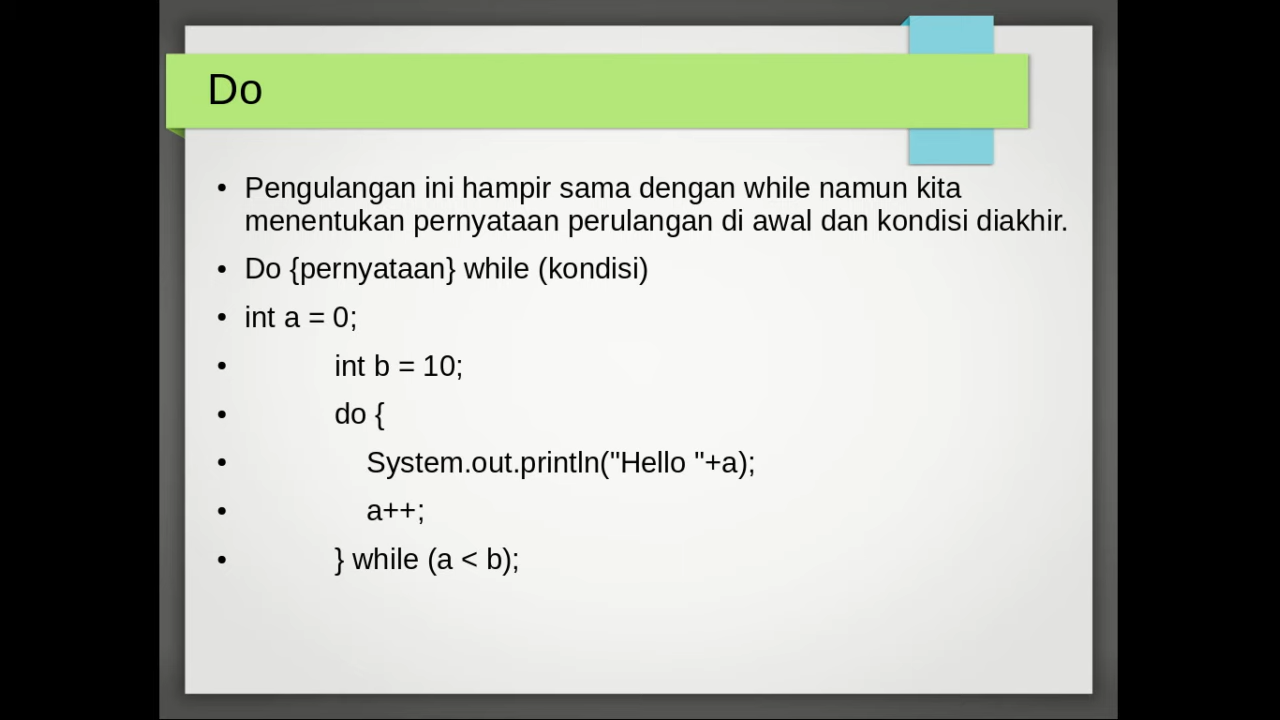 Do
• Pengulangan ini hampir sama dengan while namun kita
menentukan pernyataan perulangan di awal dan kondisi diakhir.
• Do {pernyataan} while (kondisi)
• int a = 0;
• int b = 10;
• do {
• System.out.println("Hello "+a);
• a++;
• } while (a < b);